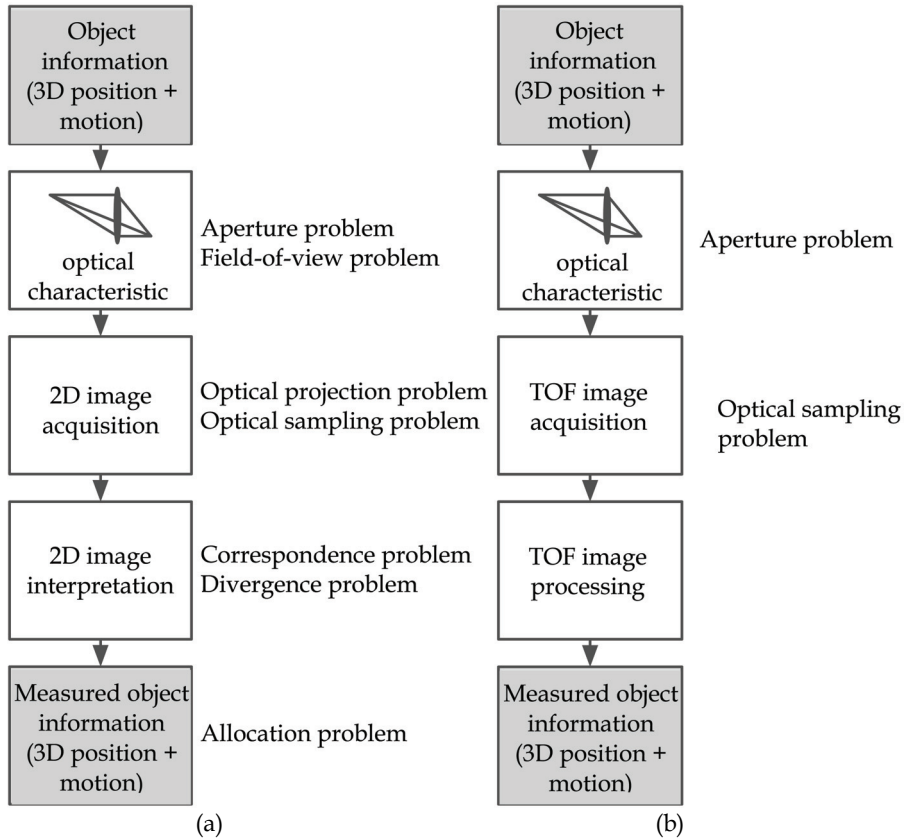 Object
information
(3D position +
motion)
optical
characteristic
Aperture problem
Field-of-view problem
2D image
acquisition
Optical projection problem
Optical sampling problem
2D image
interpretation
Correspondence problem
Divergence problem
Measured object
information
(3D position +
motion)
Allocation problem
(a)
Object
information
(3D position +
motion)
optical
characteristic
Aperture problem
TOF image
acquisition
Optical sampling
problem
TOF image
processing
Measured object
information
(3D position +
motion)
(b)